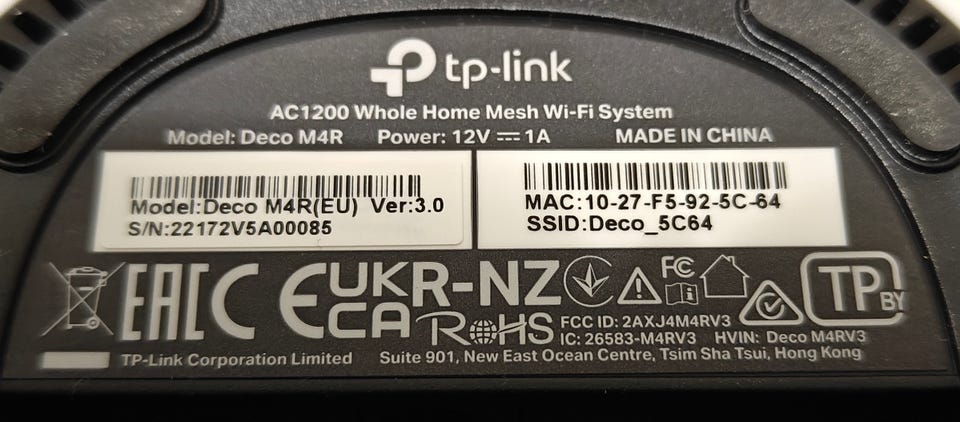 tp-link
AC1200 Whole Home Mesh Wi-Fi System
Model: Deco M4R Power: 12V ⎓ 1A MADE IN CHINA
Model:Deco M4R(EU) Ver:3.0
S/N:22172V5A00085
MAC:10-27-F5-92-5C-64
SSID:Deco_5C64
EAC CE UKCA R-NZ FC TP BY
RoHS
FCC ID: 2AXJ4M4RV3
IC: 26583-M4RV3 HVIN: Deco M4RV3
TP-Link Corporation Limited Suite 901, New East Ocean Centre, Tsim Sha Tsui, Hong Kong